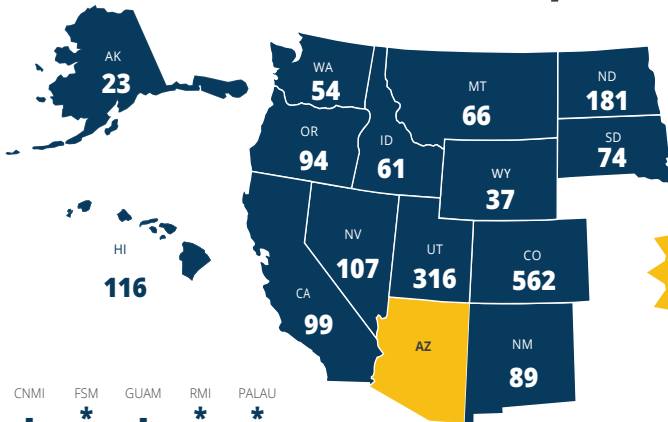 AK
23
WA
54
MT
66
ND
181
OR
94
ID
61
SD
74
WY
37
HI
116
NV
107
UT
316
CO
562
CA
99
AZ
NM
89
CNMI FSM GUAM RMI PALAU
- * - * *